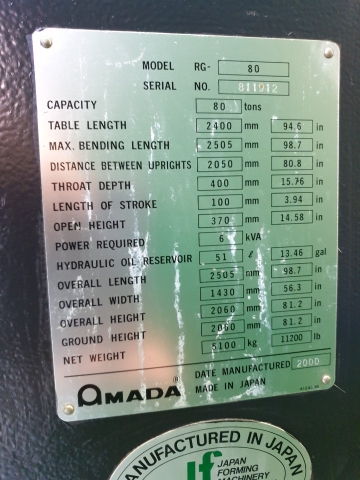 MODEL RG- 80
SERIAL NO. 811912
CAPACITY 80 tons
TABLE LENGTH 2400 mm 94.6 in
MAX. BENDING LENGTH 2505 mm 98.7 in
DISTANCE BETWEEN UPRIGHTS 2050 mm 80.8 in
THROAT DEPTH 400 mm 15.76 in
LENGTH OF STROKE 100 mm 3.94 in
OPEN HEIGHT 370 mm 14.58 in
POWER REQUIRED 6 kVA
HYDRAULIC OIL RESERVOIR 51 ℓ 13.46 gal
OVERALL LENGTH 2505 mm 98.7 in
OVERALL WIDTH 1430 mm 56.3 in
OVERALL HEIGHT 2060 mm 81.2 in
GROUND HEIGHT 2060 mm 81.2 in
NET WEIGHT 5100 kg 11200 lb
DATE MANUFACTURED 2000
AMADA® MADE IN JAPAN
MANUFACTURED IN JAPAN
Jf JAPAN
FORMING
MACHINERY